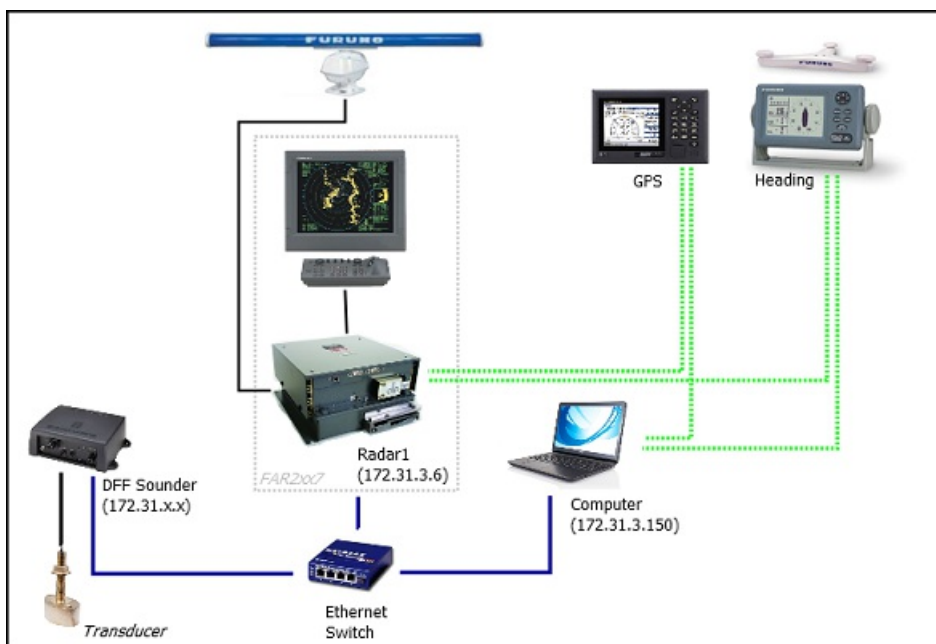 FURUNO
GPS
FURUNO
Heading
Radar1
(172.31.3.6)
FAR2xx7
DFF Sounder
(172.31.x.x)
Computer
(172.31.3.150)
Ethernet
Switch
Transducer